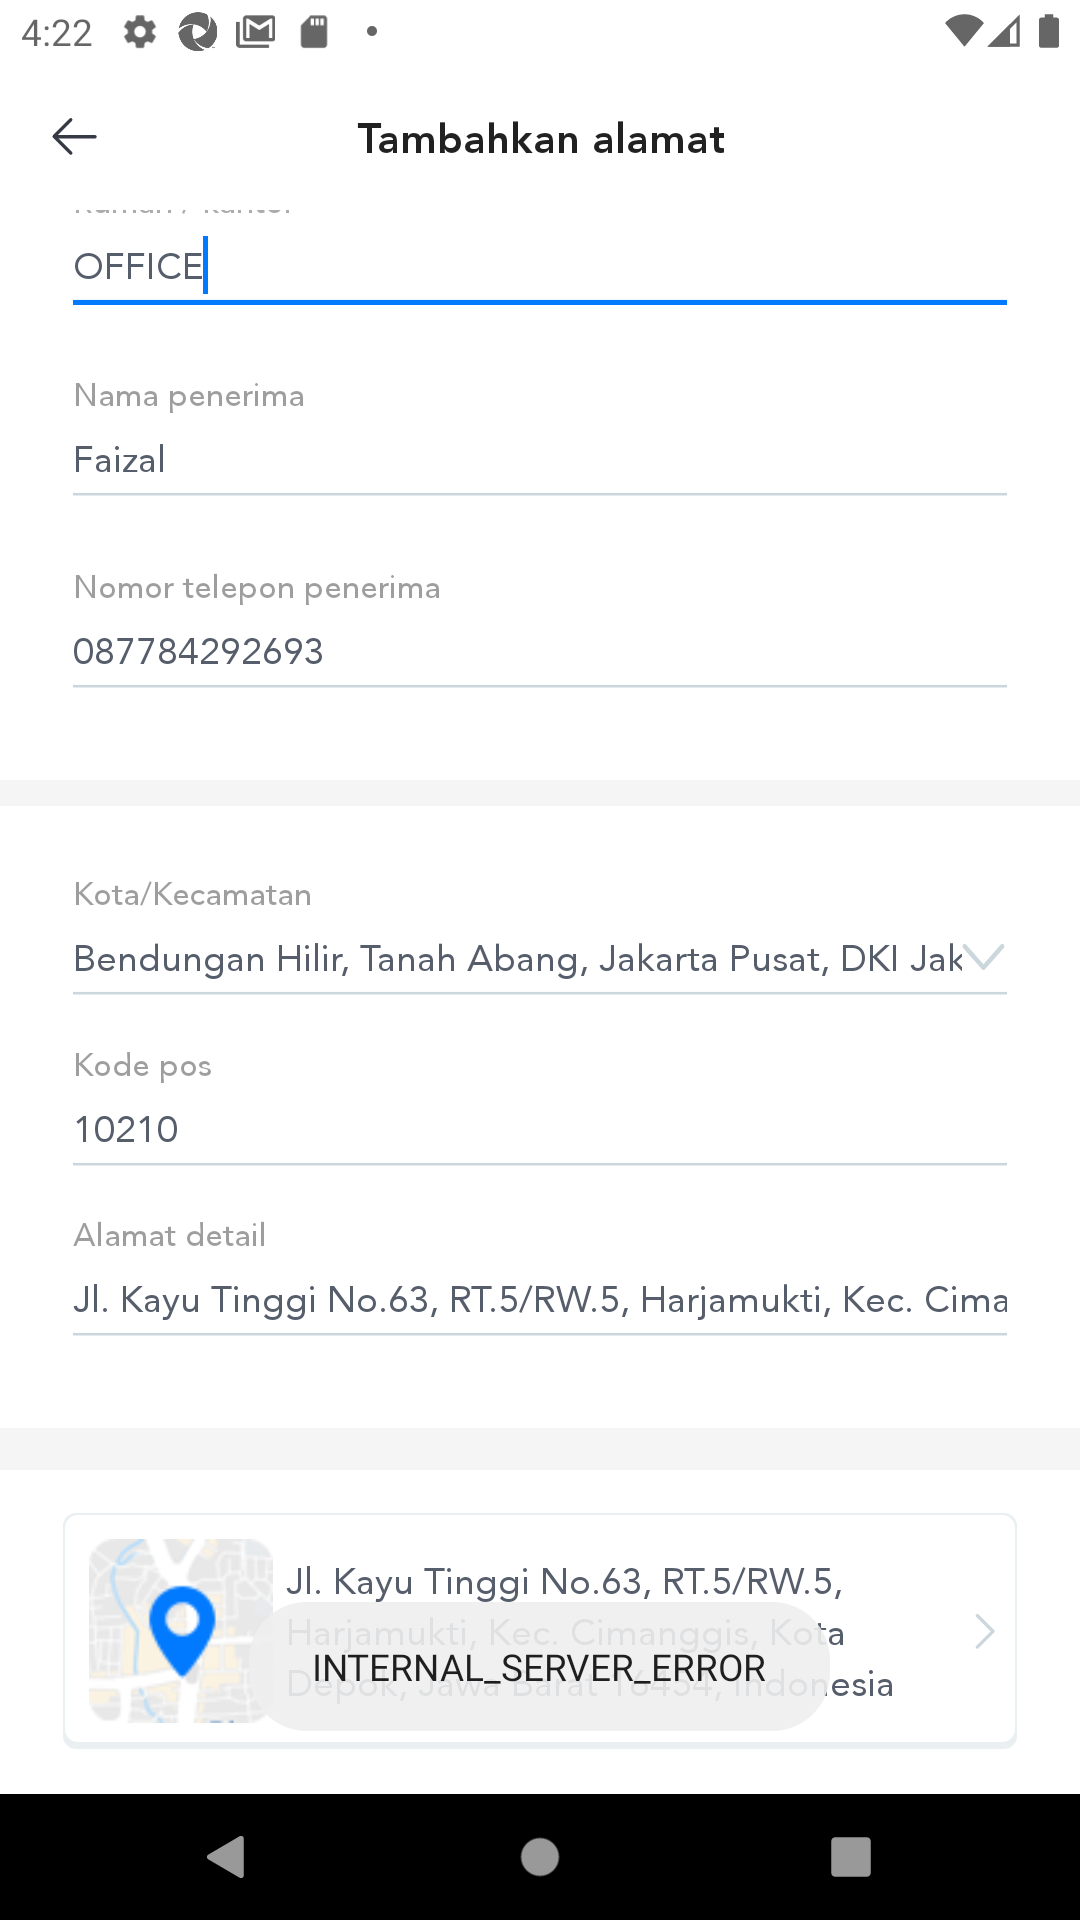 4:22
Tambahkan alamat
Rumah / kantor
OFFICE
Nama penerima
Faizal
Nomor telepon penerima
087784292693
Kota/Kecamatan
Bendungan Hilir, Tanah Abang, Jakarta Pusat, DKI Jak
Kode pos
10210
Alamat detail
Jl. Kayu Tinggi No.63, RT.5/RW.5, Harjamukti, Kec. Cima
Jl. Kayu Tinggi No.63, RT.5/RW.5,
Harjamukti, Kec. Cimanggis, Kota
Depok, Jawa Barat 16454, Indonesia
INTERNAL_SERVER_ERROR